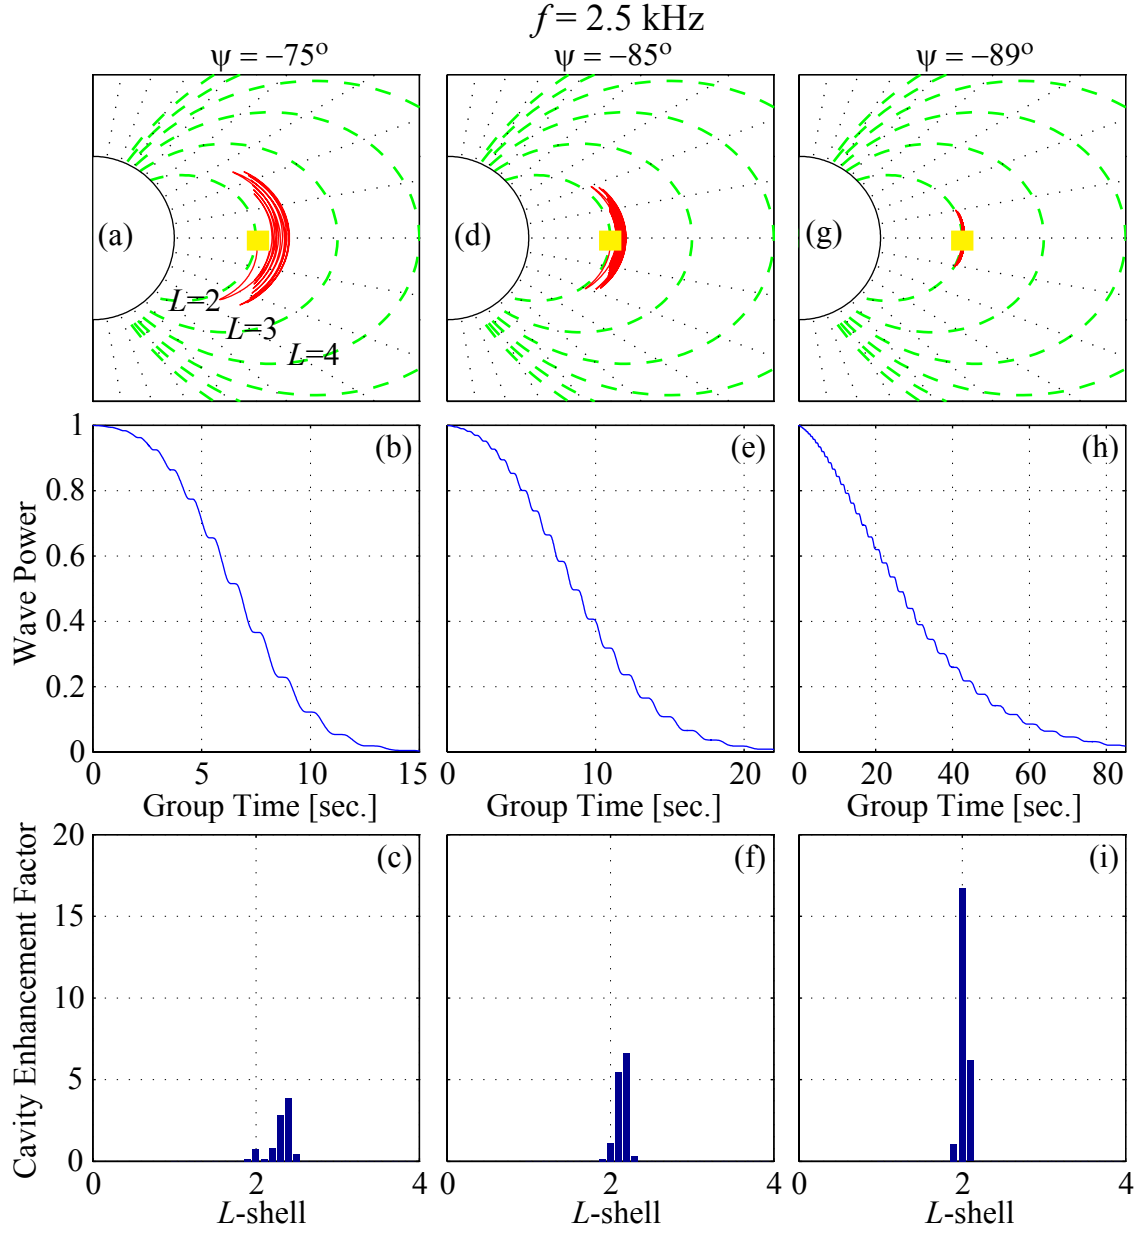 f = 2.5 kHz
ψ = −75° ψ = −85° ψ = −89°
(a) (d) (g)
L=2
L=3
L=4
Wave Power
1
0.8
0.6
0.4
0.2
0
(b) (e) (h)
0 5 10 15 0 10 20 0 20 40 60 80
Group Time [sec.] Group Time [sec.] Group Time [sec.]
Cavity Enhancement Factor
20
15
10
5
0
(c) (f) (i)
0 2 4 0 2 4 0 2 4
L-shell L-shell L-shell